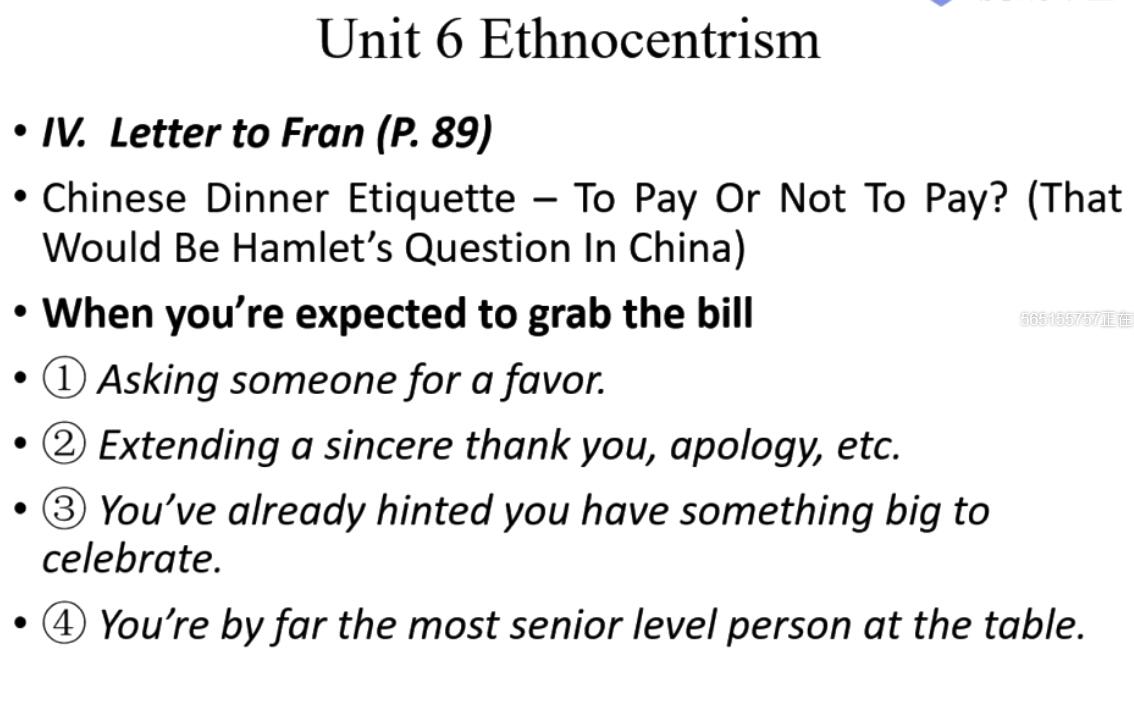 Unit 6 Ethnocentrism
• IV. Letter to Fran (P. 89)
• Chinese Dinner Etiquette – To Pay Or Not To Pay? (That
Would Be Hamlet’s Question In China)
• When you’re expected to grab the bill
565155757正在
• ① Asking someone for a favor.
• ② Extending a sincere thank you, apology, etc.
• ③ You’ve already hinted you have something big to
celebrate.
• ④ You’re by far the most senior level person at the table.